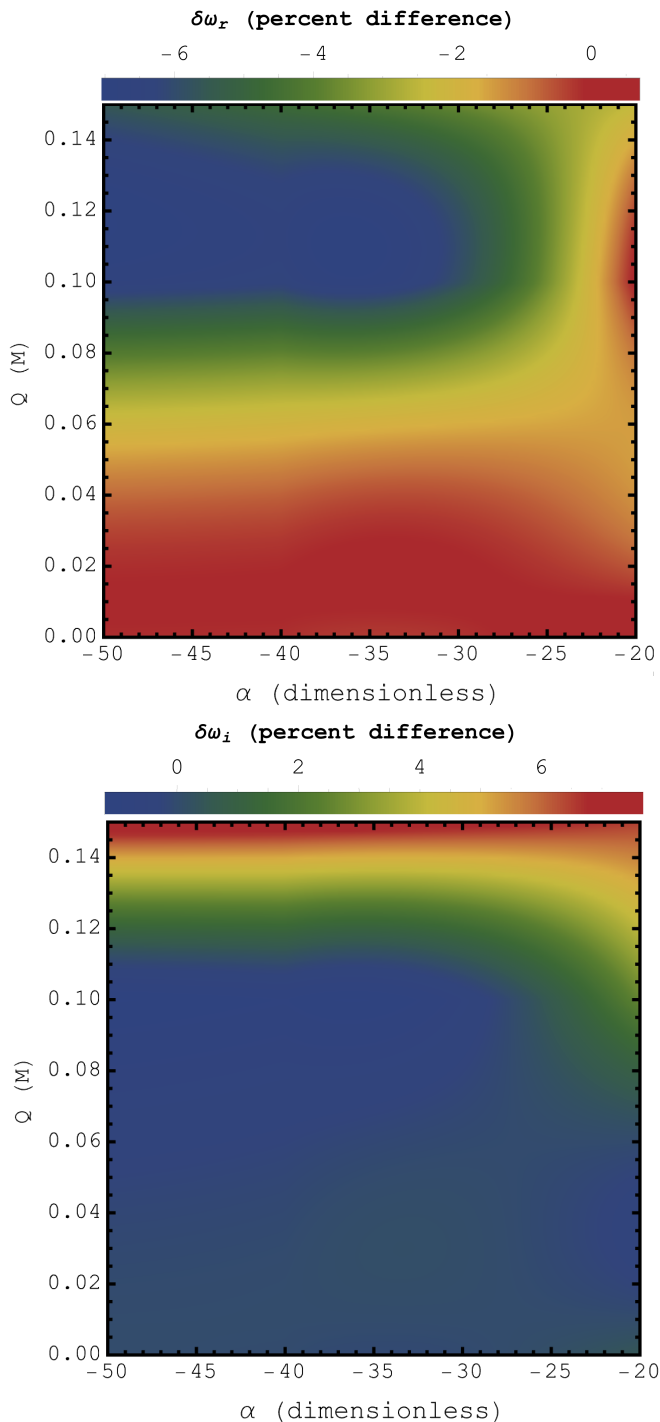 δωr (percent difference)
-6 -4 -2 0
0.14
0.12
0.10
0.08
0.06
0.04
0.02
0.00
Q (M)
-50 -45 -40 -35 -30 -25 -20
α (dimensionless)
δωi (percent difference)
0 2 4 6
0.14
0.12
0.10
0.08
0.06
0.04
0.02
0.00
Q (M)
-50 -45 -40 -35 -30 -25 -20
α (dimensionless)